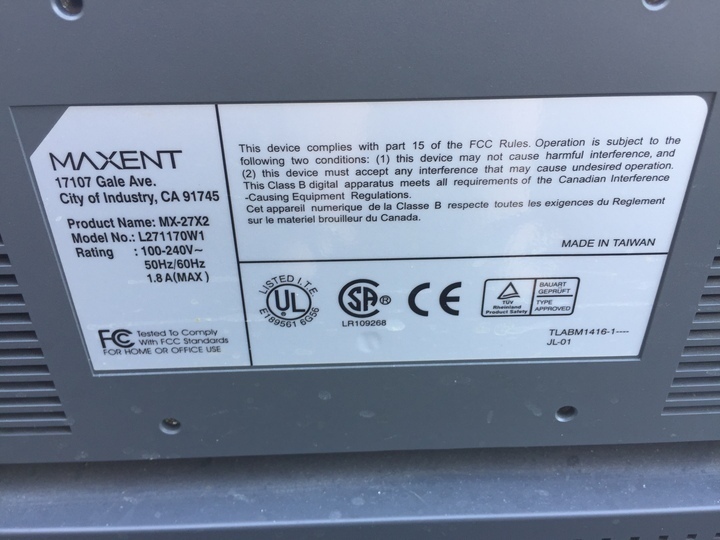 MAXENT
17107 Gale Ave.
City of Industry, CA 91745
Product Name: MX-27X2
Model No.: L271170W1
Rating : 100-240V~
50Hz/60Hz
1.8 A(MAX)
FC Tested To Comply
With FCC Standards
FOR HOME OR OFFICE USE
This device complies with part 15 of the FCC Rules. Operation is subject to the
following two conditions: (1) this device may not cause harmful interference, and
(2) this device must accept any interference that may cause undesired operation.
This Class B digital apparatus meets all requirements of the Canadian Interference
-Causing Equipment Regulations.
Cet appareil numerique de la Classe B respecte toutes les exigences du Reglement
sur le materiel brouilleur du Canada.
MADE IN TAIWAN
LISTED I.T.E.
UL
E189561 6G56
SA ®
LR109268
CE
TÜV
Rheinland
Product Safety
BAUART
GEPRÜFT
TYPE
APPROVED
TLABM1416-1----
JL-01